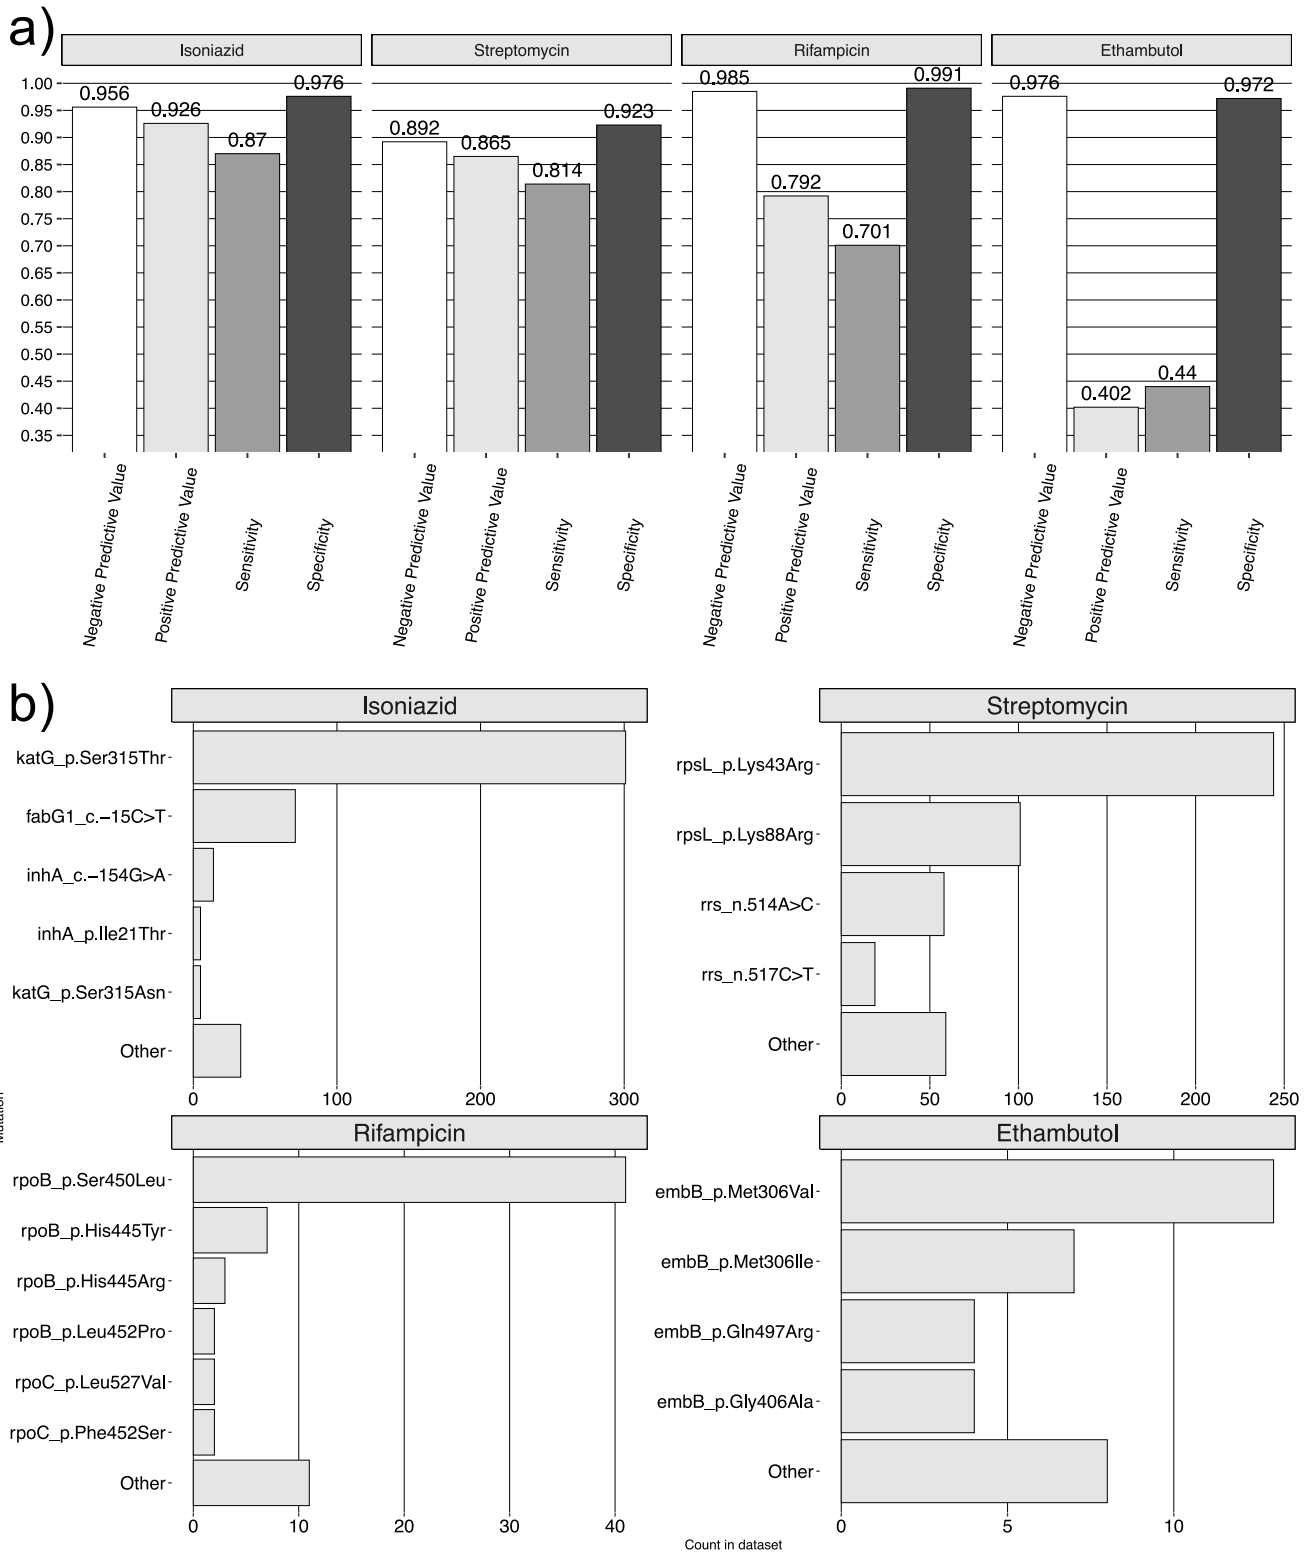 a)
Isoniazid
Streptomycin
Rifampicin
Ethambutol
1.00
0.95
0.90
0.85
0.80
0.75
0.70
0.65
0.60
0.55
0.50
0.45
0.40
0.35
0.956
0.926
0.87
0.976
0.892
0.865
0.814
0.923
0.985
0.792
0.701
0.991
0.976
0.402
0.44
0.972
Negative Predictive Value
Positive Predictive Value
Sensitivity
Specificity
Negative Predictive Value
Positive Predictive Value
Sensitivity
Specificity
Negative Predictive Value
Positive Predictive Value
Sensitivity
Specificity
Negative Predictive Value
Positive Predictive Value
Sensitivity
Specificity
b)
Isoniazid
katG_p.Ser315Thr
fabG1_c.−15C>T
inhA_c.−154G>A
inhA_p.Ile21Thr
katG_p.Ser315Asn
Other
0 100 200 300
Streptomycin
rpsL_p.Lys43Arg
rpsL_p.Lys88Arg
rrs_n.514A>C
rrs_n.517C>T
Other
0 50 100 150 200 250
Mutation
Rifampicin
rpoB_p.Ser450Leu
rpoB_p.His445Tyr
rpoB_p.His445Arg
rpoB_p.Leu452Pro
rpoC_p.Leu527Val
rpoC_p.Phe452Ser
Other
0 10 20 30 40
Ethambutol
embB_p.Met306Val
embB_p.Met306Ile
embB_p.Gln497Arg
embB_p.Gly406Ala
Other
0 5 10
Count in dataset